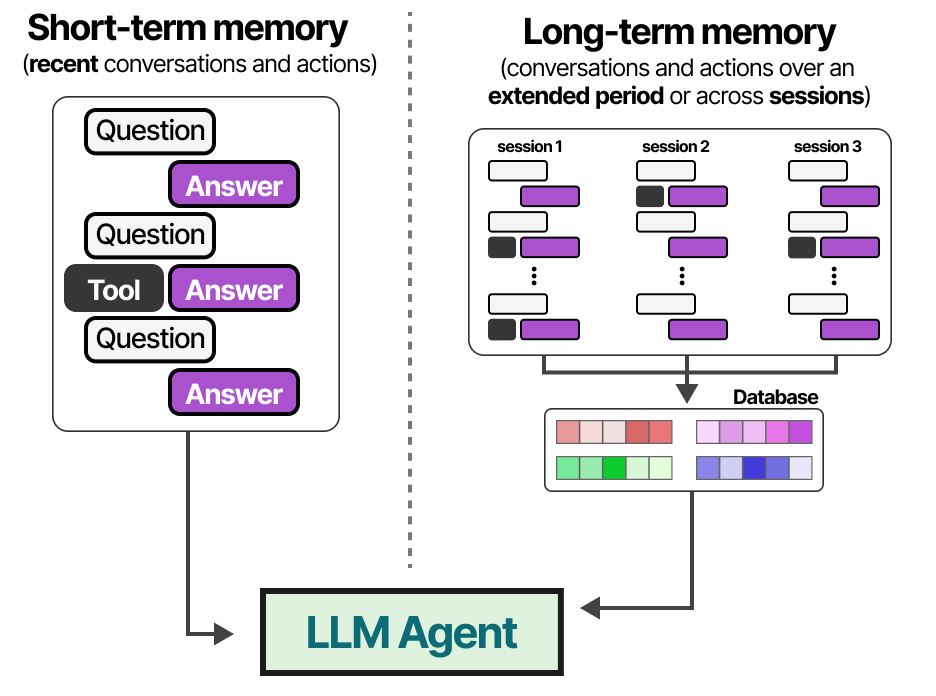 Short-term memory
(recent conversations and actions)
Question
Answer
Question
Tool
Answer
Question
Answer
Long-term memory
(conversations and actions over an
extended period or across sessions)
session 1
session 2
session 3
Database
LLM Agent